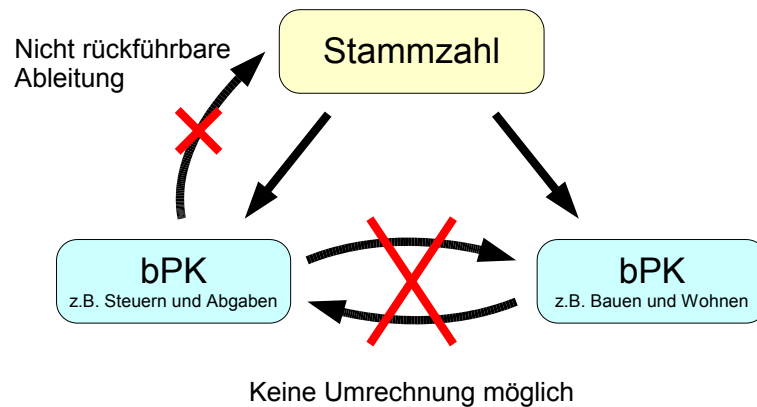 Nicht rückführbare
Ableitung
Stammzahl
bPK
z.B. Steuern und Abgaben
bPK
z.B. Bauen und Wohnen
Keine Umrechnung möglich